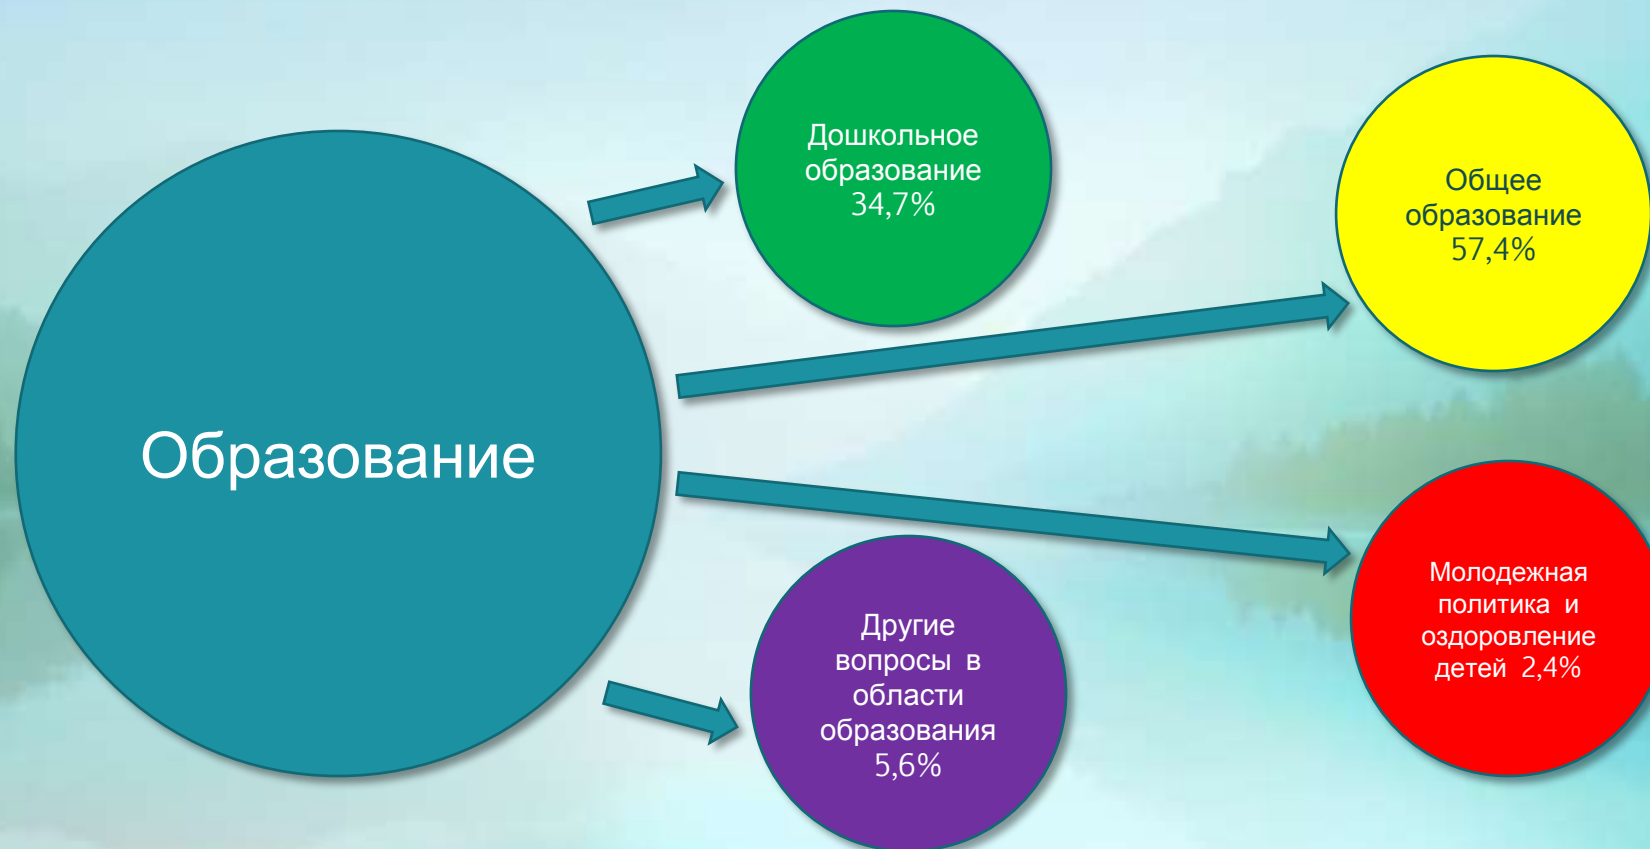 Образование
Дошкольное
образование
34,7%
Общее
образование
57,4%
Другие
вопросы в
области
образования
5,6%
Молодежная
политика и
оздоровление
детей 2,4%